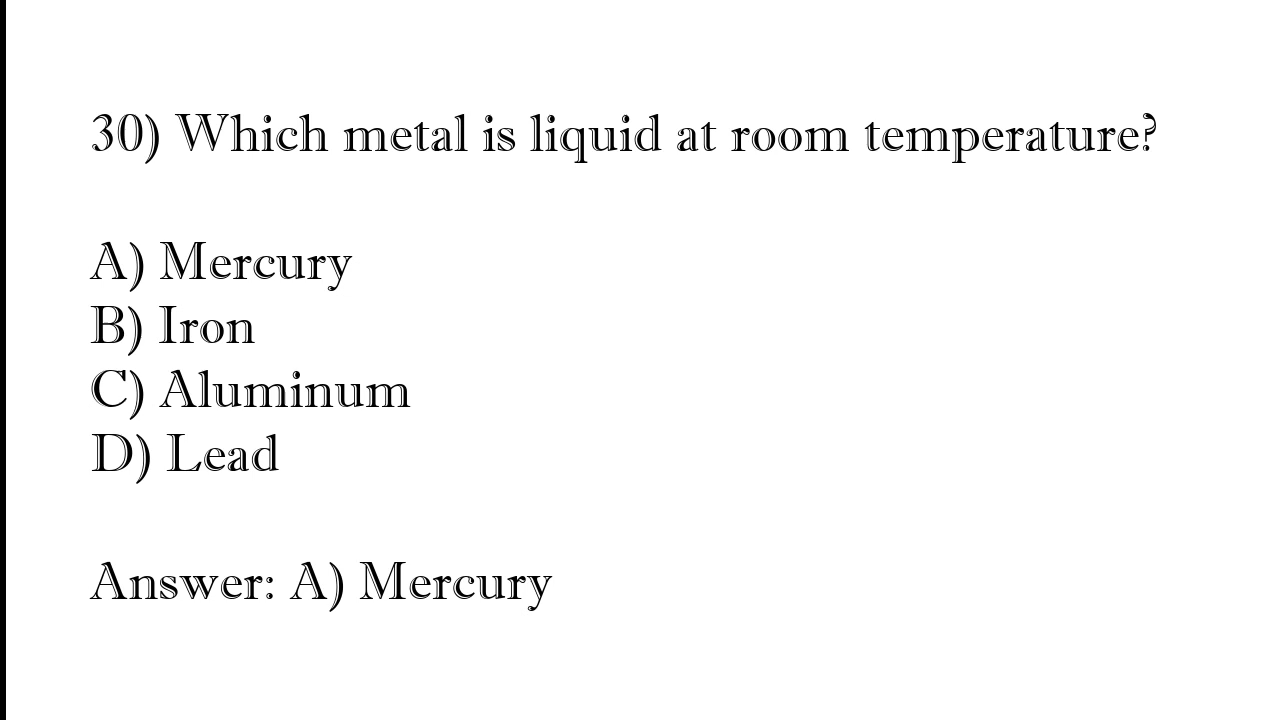 30) Which metal is liquid at room temperature?
A) Mercury
B) Iron
C) Aluminum
D) Lead
Answer: A) Mercury